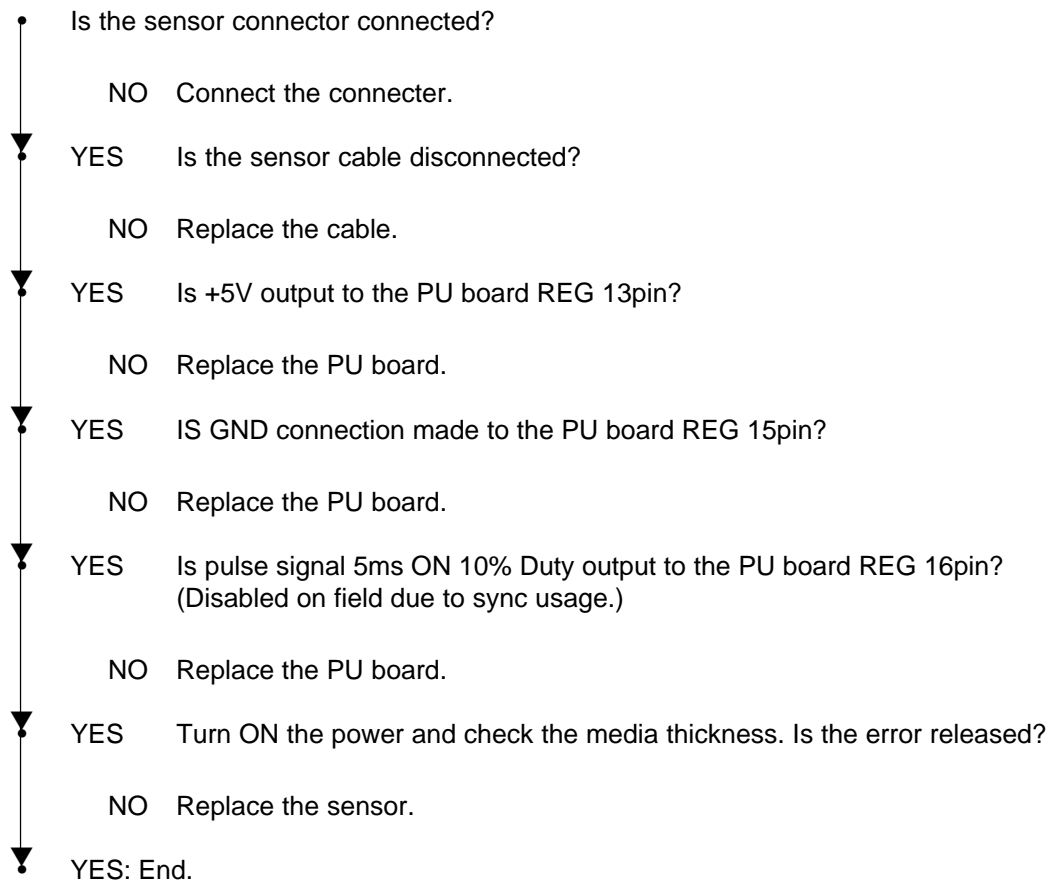 Is the sensor connector connected?
NO Connect the connecter.
YES Is the sensor cable disconnected?
NO Replace the cable.
YES Is +5V output to the PU board REG 13pin?
NO Replace the PU board.
YES IS GND connection made to the PU board REG 15pin?
NO Replace the PU board.
YES Is pulse signal 5ms ON 10% Duty output to the PU board REG 16pin?
(Disabled on field due to sync usage.)
NO Replace the PU board.
YES Turn ON the power and check the media thickness. Is the error released?
NO Replace the sensor.
YES: End.